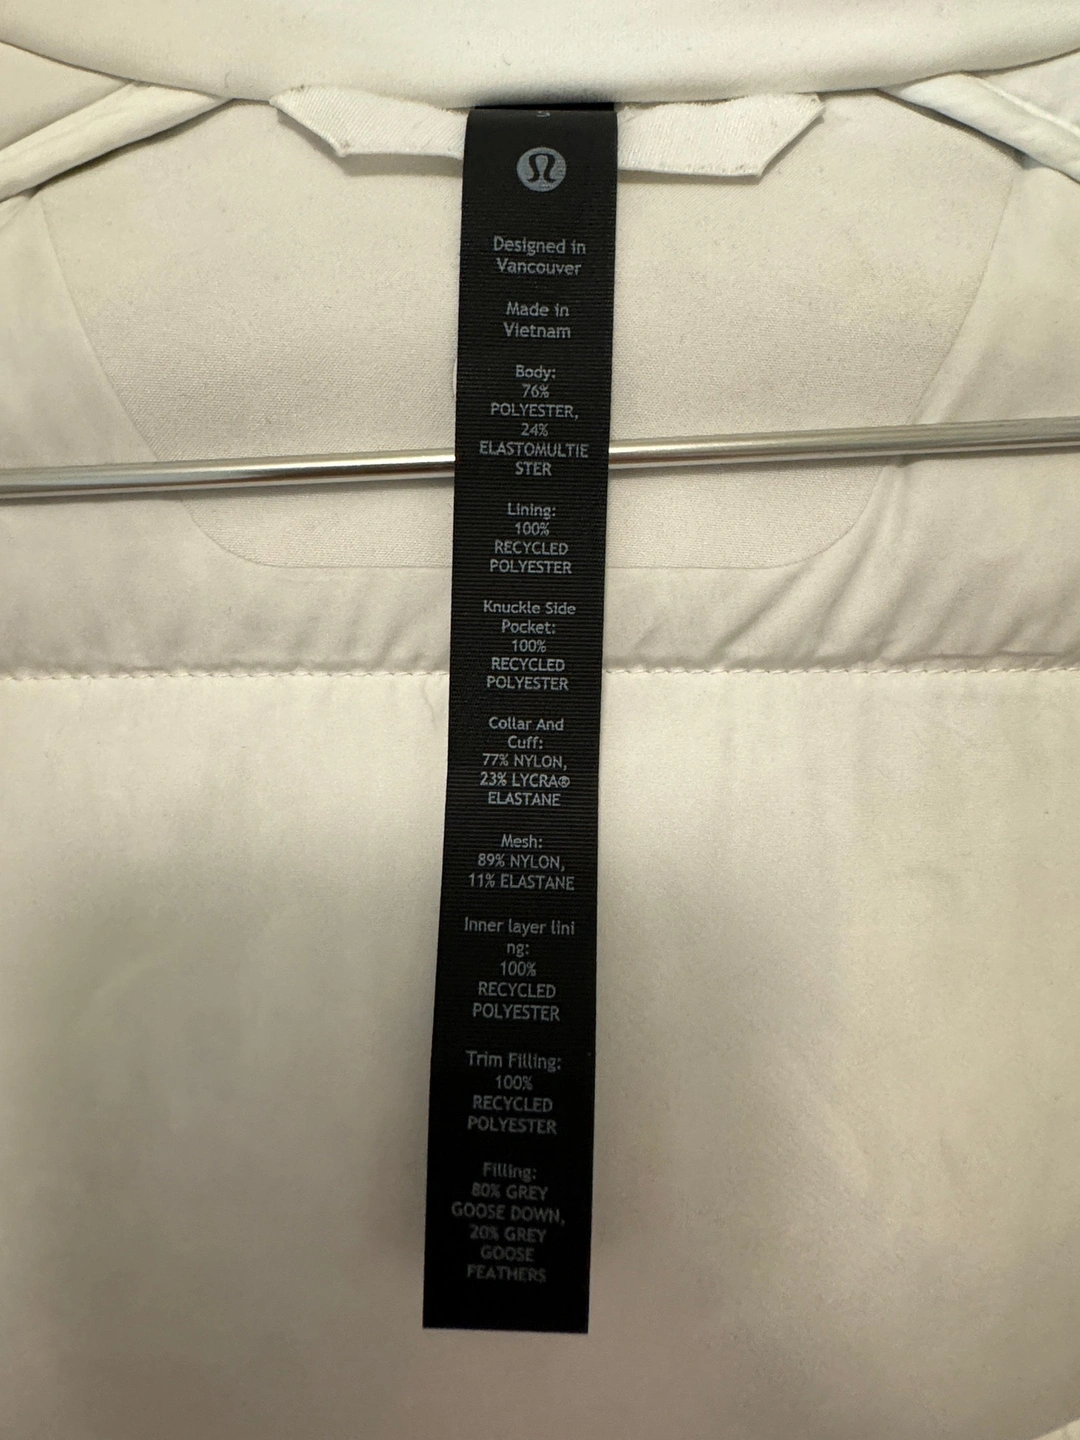 Designed in
Vancouver
Made in
Vietnam
Body:
76%
POLYESTER,
24%
ELASTOMULTIE
STER
Lining:
100%
RECYCLED
POLYESTER
Knuckle Side
Pocket:
100%
RECYCLED
POLYESTER
Collar And
Cuff:
77% NYLON,
23% LYCRA®
ELASTANE
Mesh:
89% NYLON,
11% ELASTANE
Inner layer lini
ng:
100%
RECYCLED
POLYESTER
Trim Filling:
100%
RECYCLED
POLYESTER
Filling:
80% GREY
GOOSE DOWN,
20% GREY
GOOSE
FEATHERS